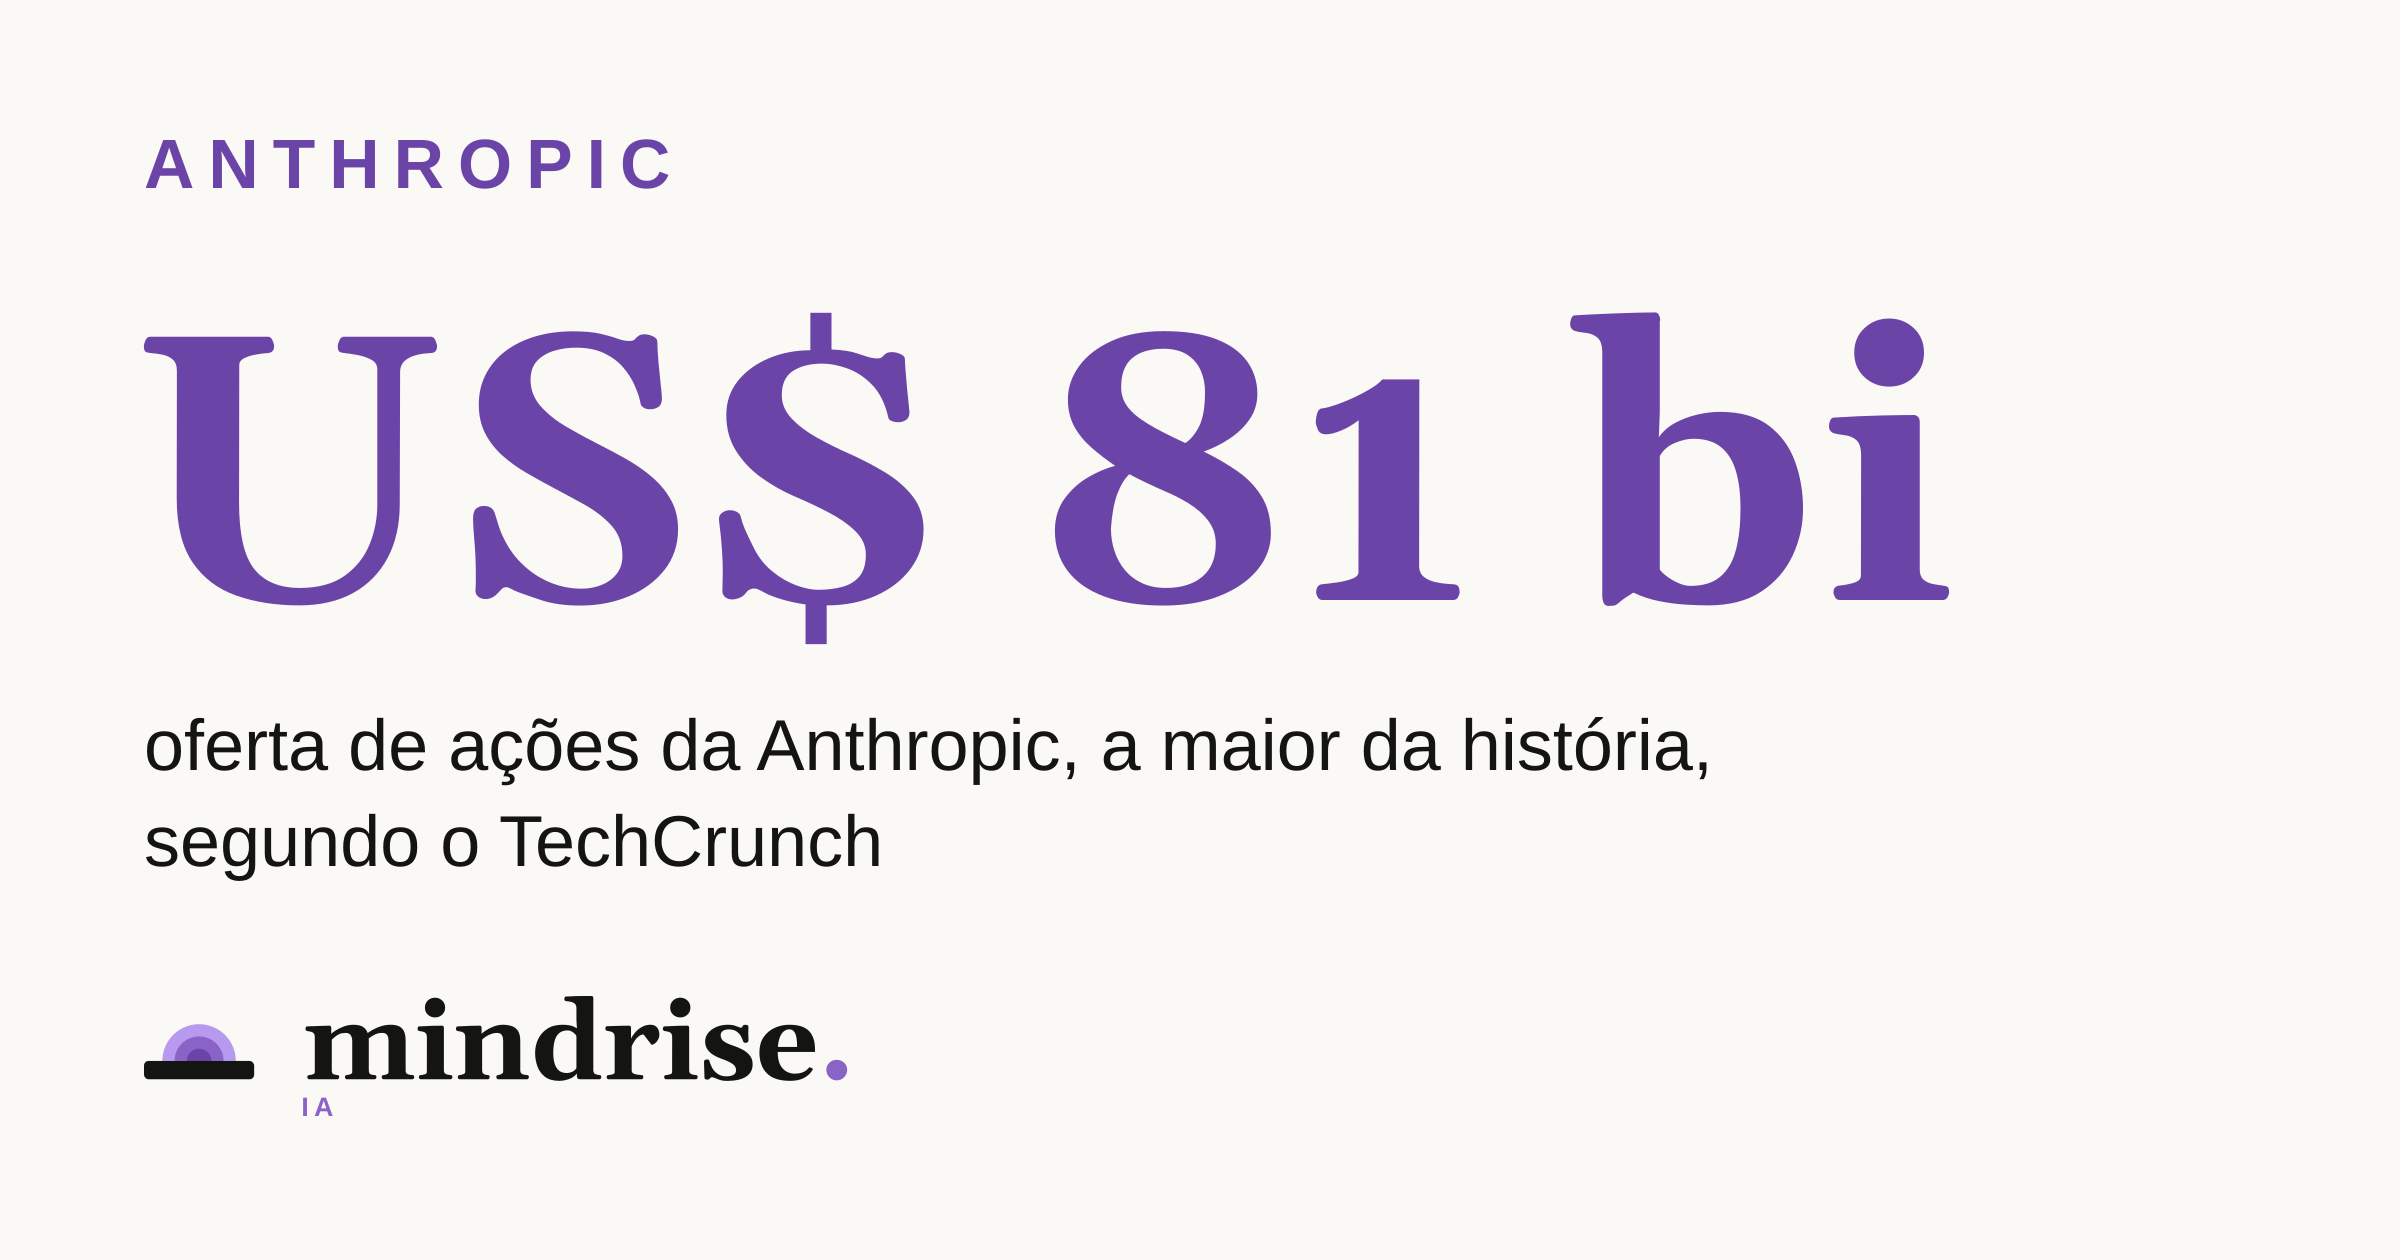 ANTHROPIC
US$ 81 bi
oferta de ações da Anthropic, a maior da história,
segundo o TechCrunch
mindrise.
IA